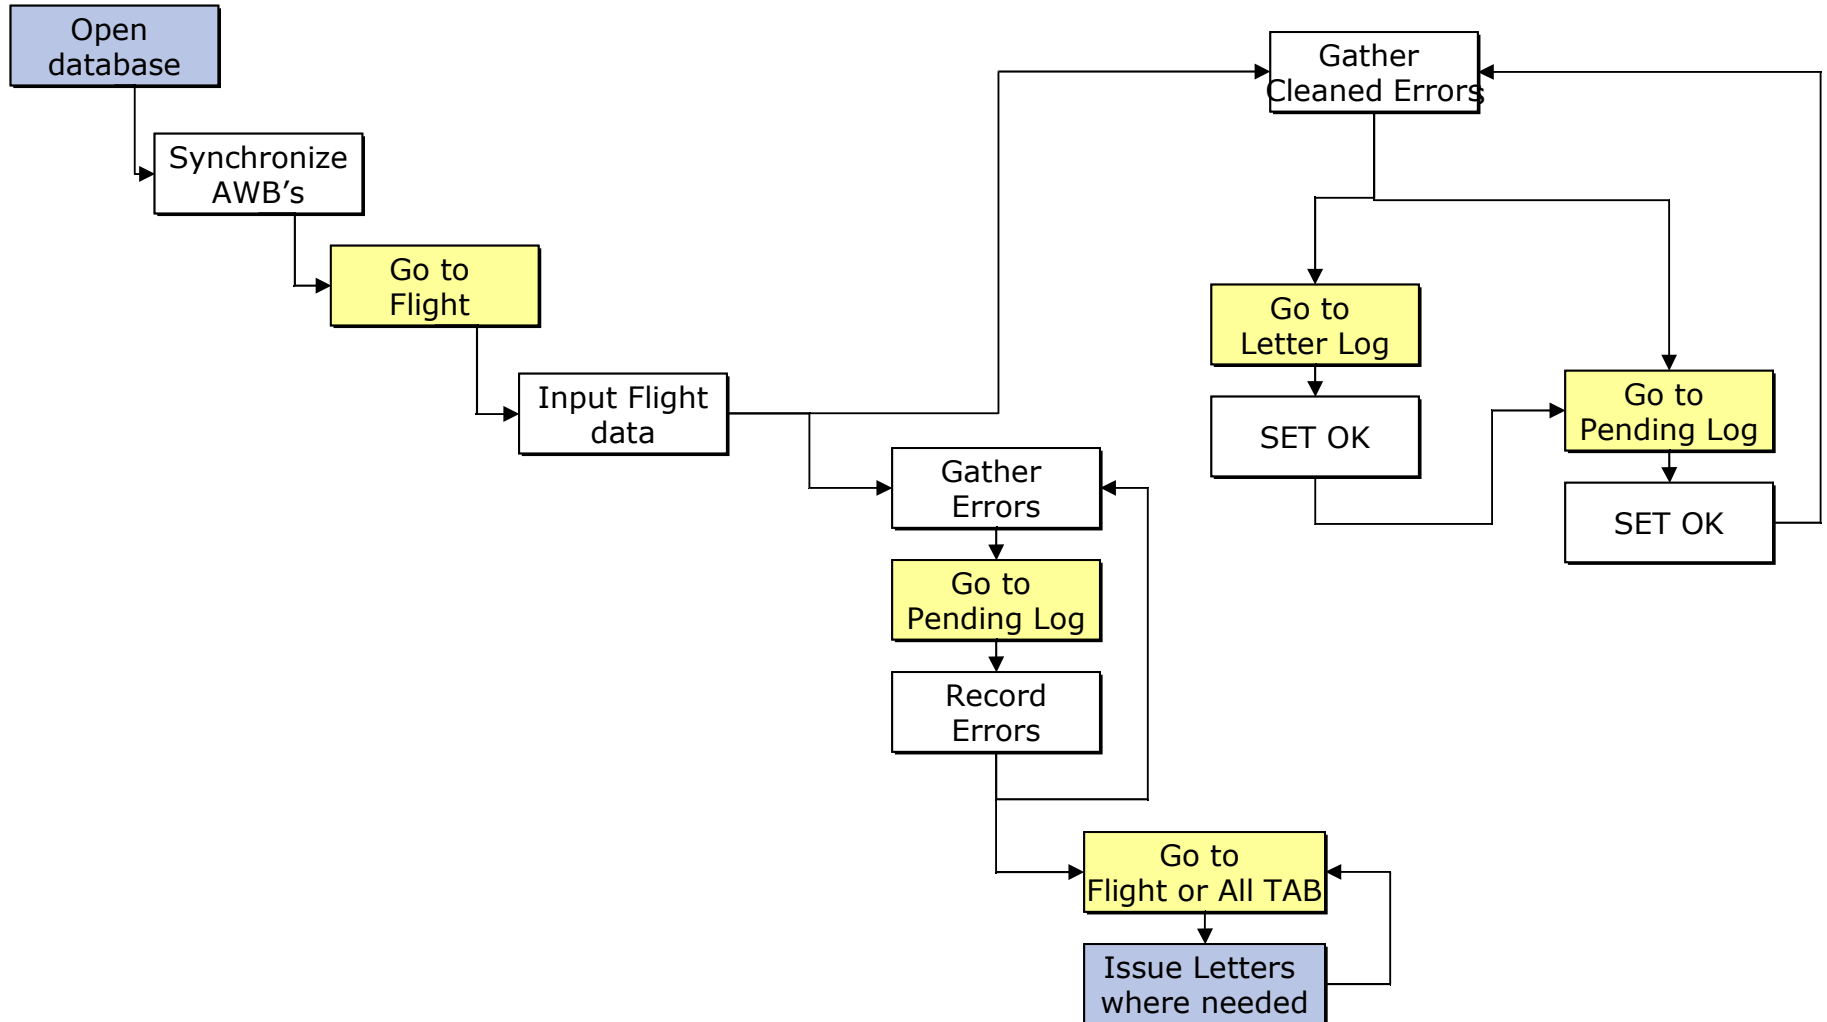 Open
database
Synchronize
AWB’s
Go to
Flight
Input Flight
data
Gather
Errors
Go to
Pending Log
Record
Errors
Go to
Flight or All TAB
Issue Letters
where needed
Gather
Cleaned Errors
Go to
Letter Log
SET OK
Go to
Pending Log
SET OK